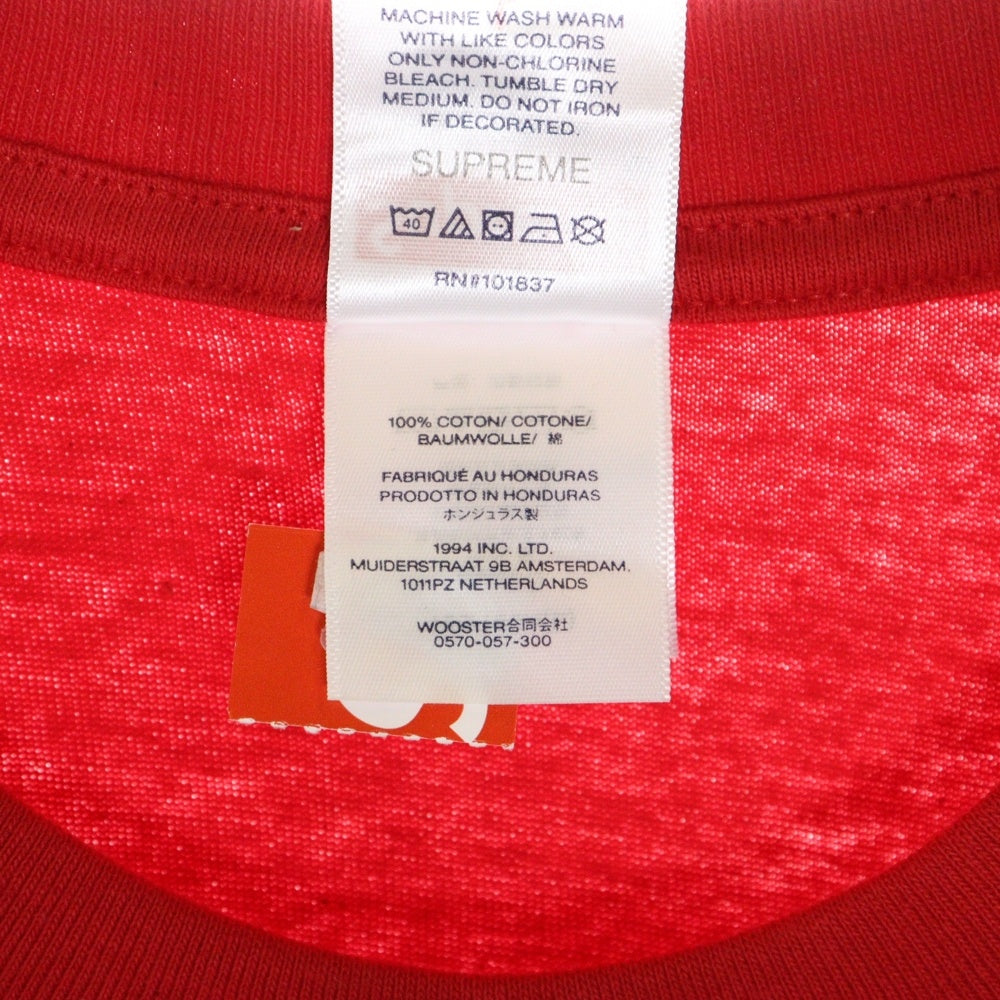 MACHINE WASH WARM
WITH LIKE COLORS
ONLY NON-CHLORINE
BLEACH. TUMBLE DRY
MEDIUM. DO NOT IRON
IF DECORATED.
SUPREME
40
RN#101837
100% COTON/ COTONE/
BAUMWOLLE/ 綿
FABRIQUÉ AU HONDURAS
PRODOTTO IN HONDURAS
ホンジュラス製
1994 INC. LTD.
MUIDERSTRAAT 9B AMSTERDAM.
1011PZ NETHERLANDS
WOOSTER合同会社
0570-057-300